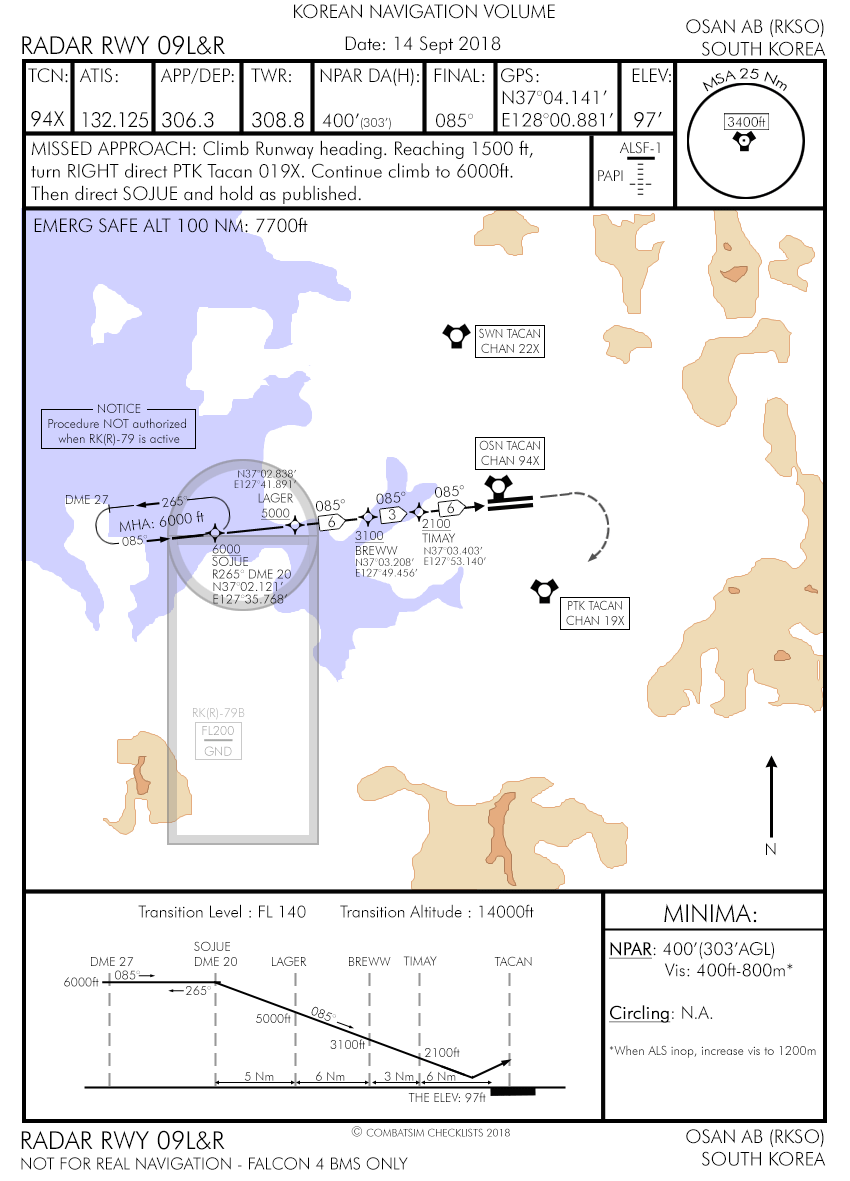 KOREAN NAVIGATION VOLUME
RADAR RWY 09L&R
Date: 14 Sept 2018
OSAN AB (RKSO)
SOUTH KOREA
TCN:
94X
ATIS:
132.125
APP/DEP:
306.3
TWR:
308.8
NPAR DA(H):
400'(303')
FINAL:
085°
GPS:
N37°04.141'
E128°00.881'
ELEV:
97'
MSA 25 Nm
3400ft
MISSED APPROACH: Climb Runway heading. Reaching 1500 ft,
turn RIGHT direct PTK Tacan 019X. Continue climb to 6000ft.
Then direct SOJUE and hold as published.
ALSF-1
PAPI
EMERG SAFE ALT 100 NM: 7700ft
SWN TACAN
CHAN 22X
NOTICE
Procedure NOT authorized
when RK(R)-79 is active
OSN TACAN
CHAN 94X
N37°02.838'
E127°41.891'
LAGER
5000
DME 27
265°
MHA: 6000 ft
085°
085°
6
085°
3
085°
6
6000
SOJUE
R265° DME 20
N37°02.121'
E127°35.768'
3100
BREWW
N37°03.208'
E127°49.456'
2100
TIMAY
N37°03.403'
E127°53.140'
PTK TACAN
CHAN 19X
RK(R)-79B
FL200
GND
N
Transition Level : FL 140
Transition Altitude : 14000ft
DME 27
SOJUE
DME 20
LAGER
BREWW
TIMAY
TACAN
6000ft
085°
265°
5000ft
085°
3100ft
2100ft
5 Nm
6 Nm
3 Nm
6 Nm
THE ELEV: 97ft
MINIMA:
NPAR: 400'(303'AGL)
Vis: 400ft-800m*
Circling: N.A.
*When ALS inop, increase vis to 1200m
RADAR RWY 09L&R
NOT FOR REAL NAVIGATION - FALCON 4 BMS ONLY
© COMBATSIM CHECKLISTS 2018
OSAN AB (RKSO)
SOUTH KOREA